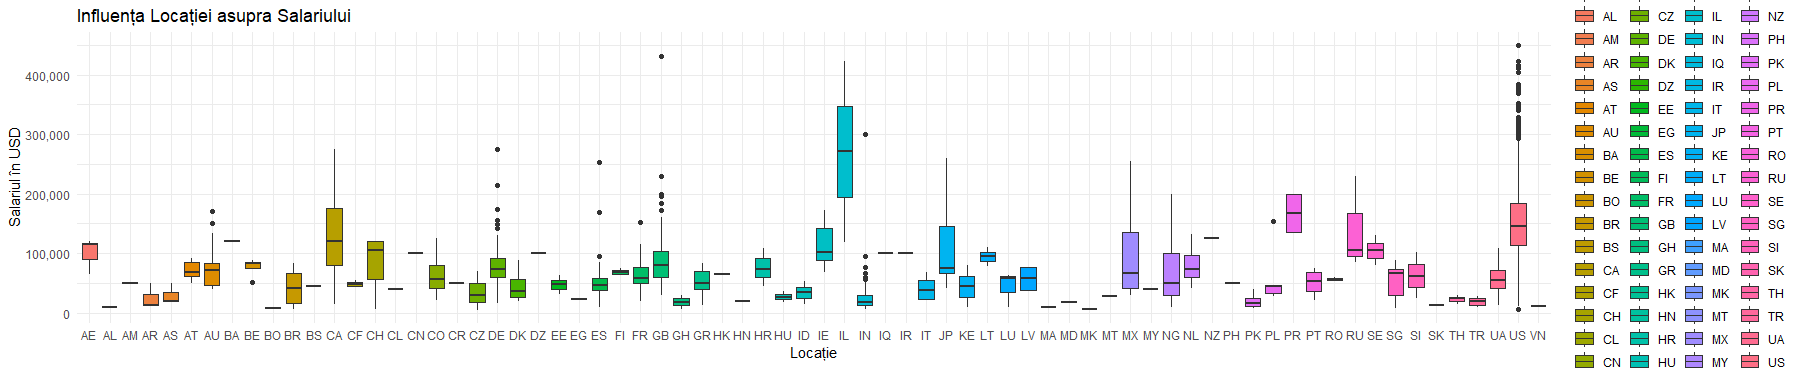 Influența Locației asupra Salariului
Salariul în USD
400,000
300,000
200,000
100,000
0
AE AL AM AR AS AT AU BA BE BO BR BS CA CF CH CL CN CO CR CZ DE DK DZ EE EG ES FI FR GB GH GR HK HN HR HU ID IE IL IN IQ IR IT JP KE LT LU LV MA MD MK MT MX MY NG NL NZ PH PK PL PR PT RO RU SE SG SI SK TH TR UA US VN
Locație
AL CZ IL NZ
AM DE IN PH
AR DK IQ PK
AS DZ IR PL
AT EE IT PR
AU EG JP PT
BA ES KE RO
BE FI LT RU
BO FR LU SE
BR GB LV SG
BS GH MA SI
CA GR MD SK
CF HK MK TH
CH HN MT TR
CL HR MX UA
CN HU MY US